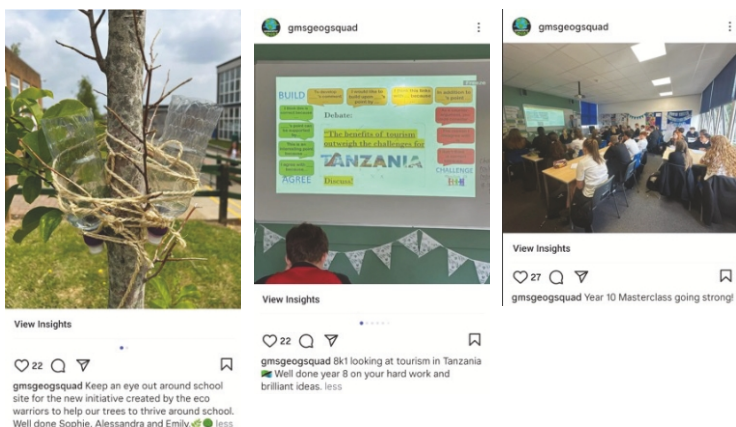 View Insights
22
gmsgeogsquad Keep an eye out around school
site for the new initiative created by the eco
warriors to help our trees to thrive around school.
Well done Sophie, Alessandra and Emily. 🌿🟢 less
gmsgeogsquad
BUILD
Debate:
"The benefits of tourism
outweigh the challenges for
TANZANIA
Discuss!
AGREE
CHALLENGE
View Insights
22
gmsgeogsquad 8k1 looking at tourism in Tanzania
🇹🇿 Well done year 8 on your hard work and
brilliant ideas. less
gmsgeogsquad
View Insights
27
gmsgeogsquad Year 10 Masterclass going strong!